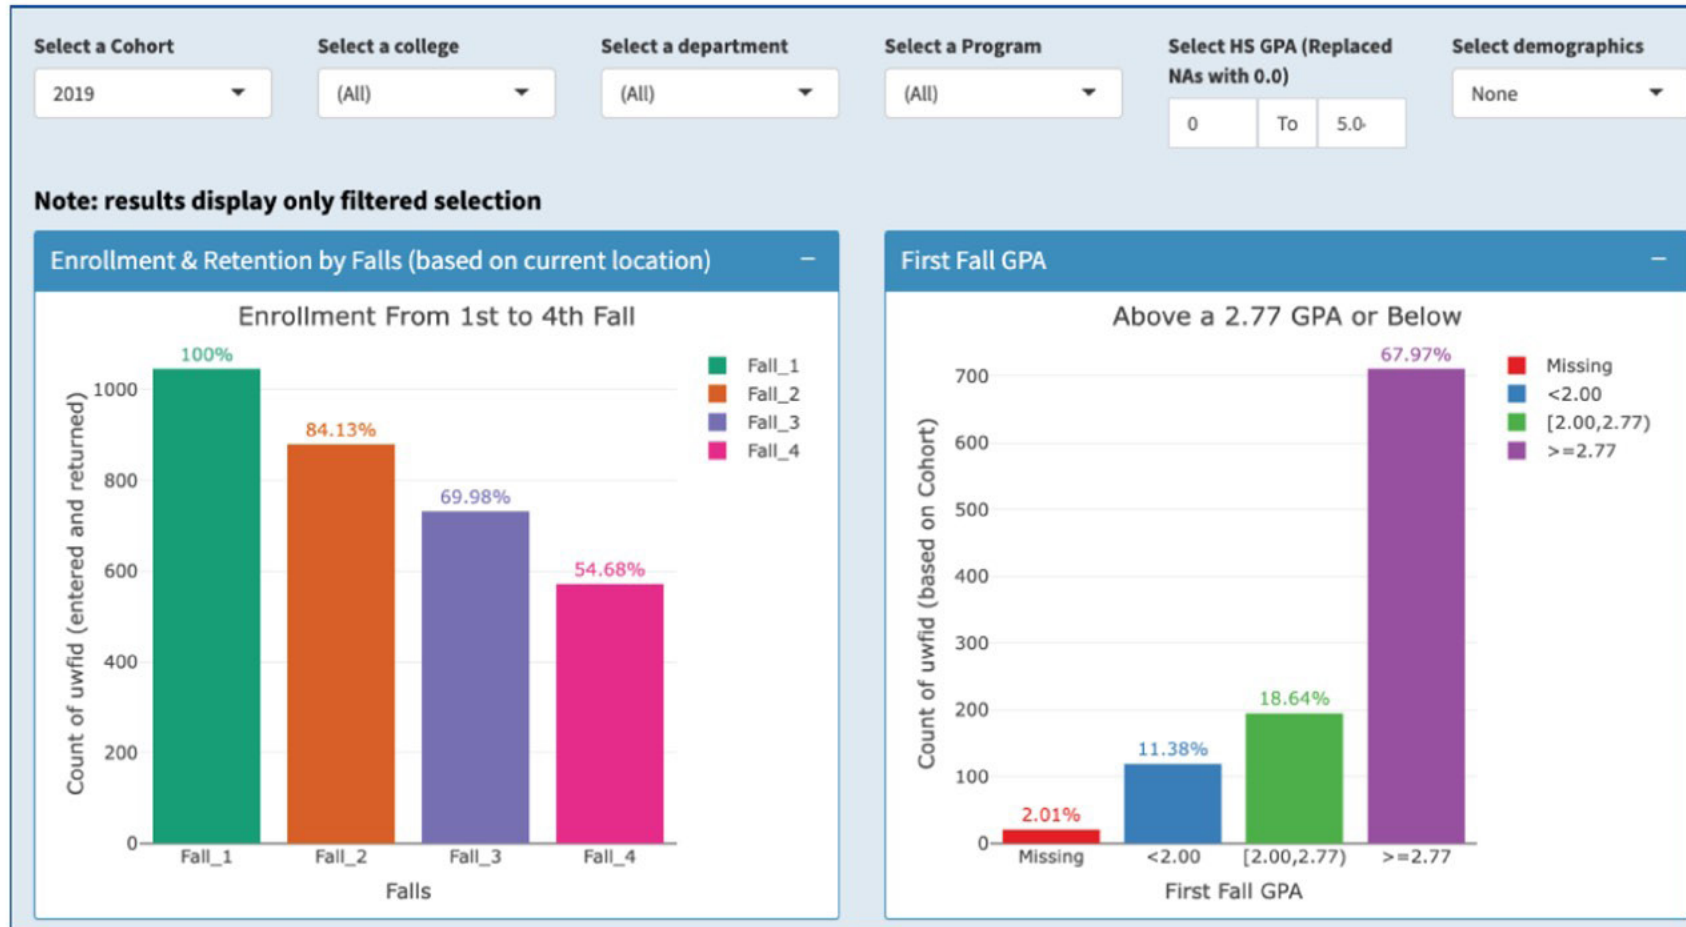 Select a Cohort
2019
Select a college
(All)
Select a department
(All)
Select a Program
(All)
Select HS GPA (Replaced
NAs with 0.0)
0 To 5.0
Select demographics
None
Note: results display only filtered selection
Enrollment & Retention by Falls (based on current location)
Enrollment From 1st to 4th Fall
Count of uwfid (entered and returned)
1000
800
600
400
200
0
100%
84.13%
69.98%
54.68%
Fall_1 Fall_2 Fall_3 Fall_4
Falls
Fall_1
Fall_2
Fall_3
Fall_4
First Fall GPA
Above a 2.77 GPA or Below
Count of uwfid (based on Cohort)
700
600
500
400
300
200
100
0
2.01%
11.38%
18.64%
67.97%
Missing <2.00 [2.00,2.77) >=2.77
First Fall GPA
Missing
<2.00
[2.00,2.77)
>=2.77